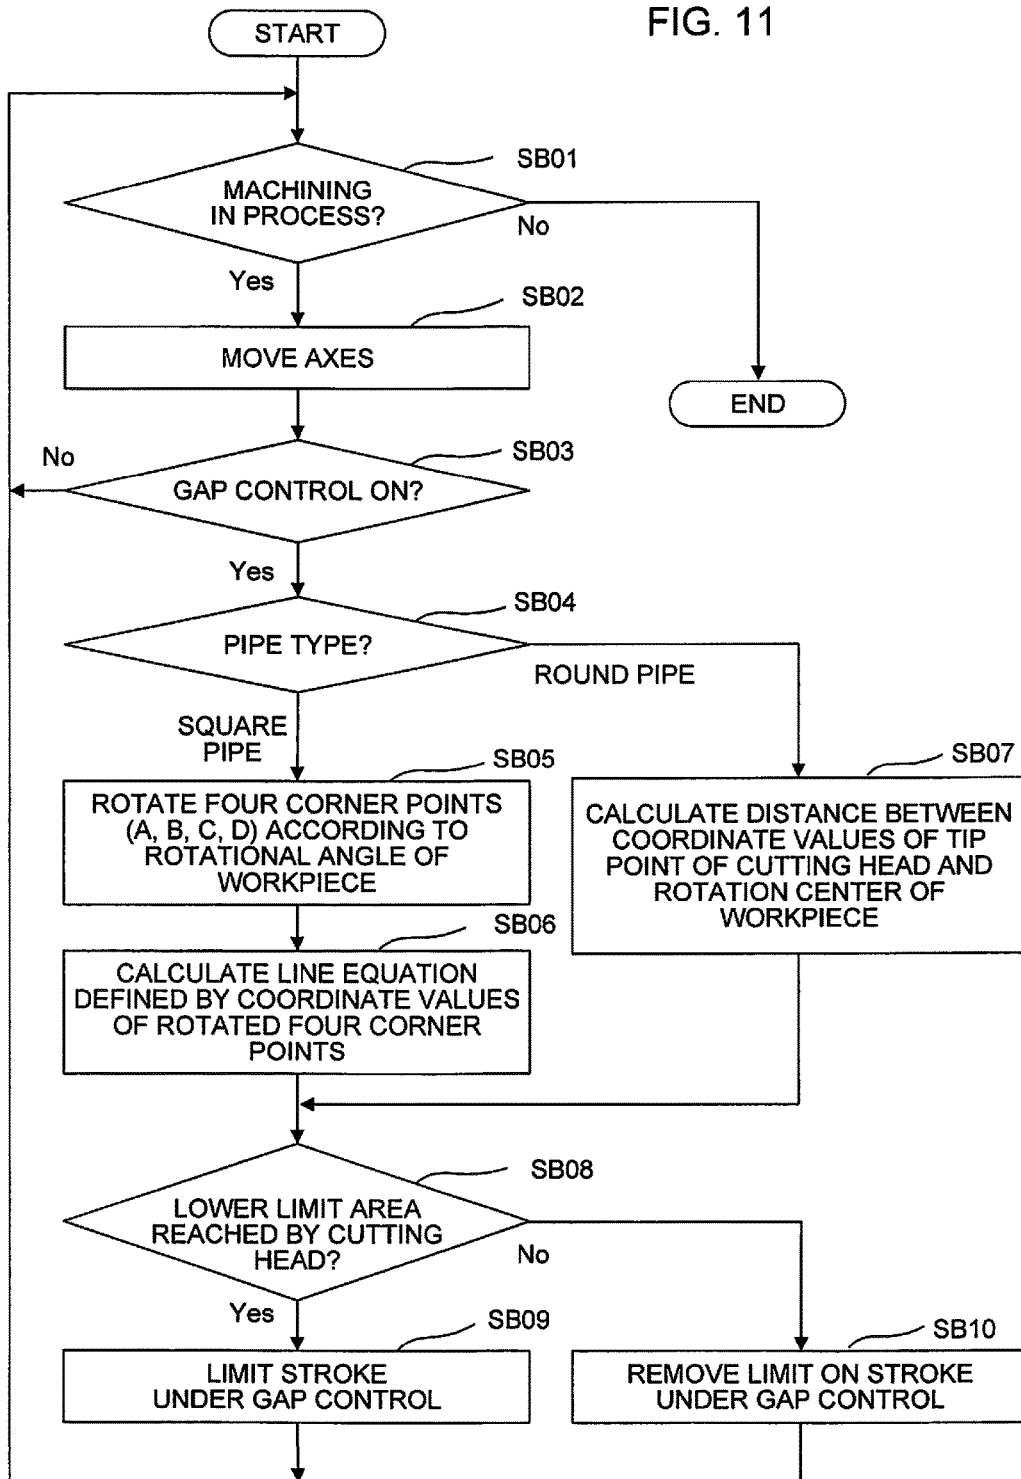 FIG. 11
START
SB01
MACHINING
IN PROCESS?
No
Yes
SB02
MOVE AXES
END
No
SB03
GAP CONTROL ON?
Yes
SB04
PIPE TYPE?
ROUND PIPE
SQUARE
PIPE
SB05
ROTATE FOUR CORNER POINTS
(A, B, C, D) ACCORDING TO
ROTATIONAL ANGLE OF
WORKPIECE
SB07
CALCULATE DISTANCE BETWEEN
COORDINATE VALUES OF TIP
POINT OF CUTTING HEAD AND
ROTATION CENTER OF
WORKPIECE
SB06
CALCULATE LINE EQUATION
DEFINED BY COORDINATE VALUES
OF ROTATED FOUR CORNER
POINTS
SB08
LOWER LIMIT AREA
REACHED BY CUTTING
HEAD?
No
Yes
SB09
LIMIT STROKE
UNDER GAP CONTROL
SB10
REMOVE LIMIT ON STROKE
UNDER GAP CONTROL